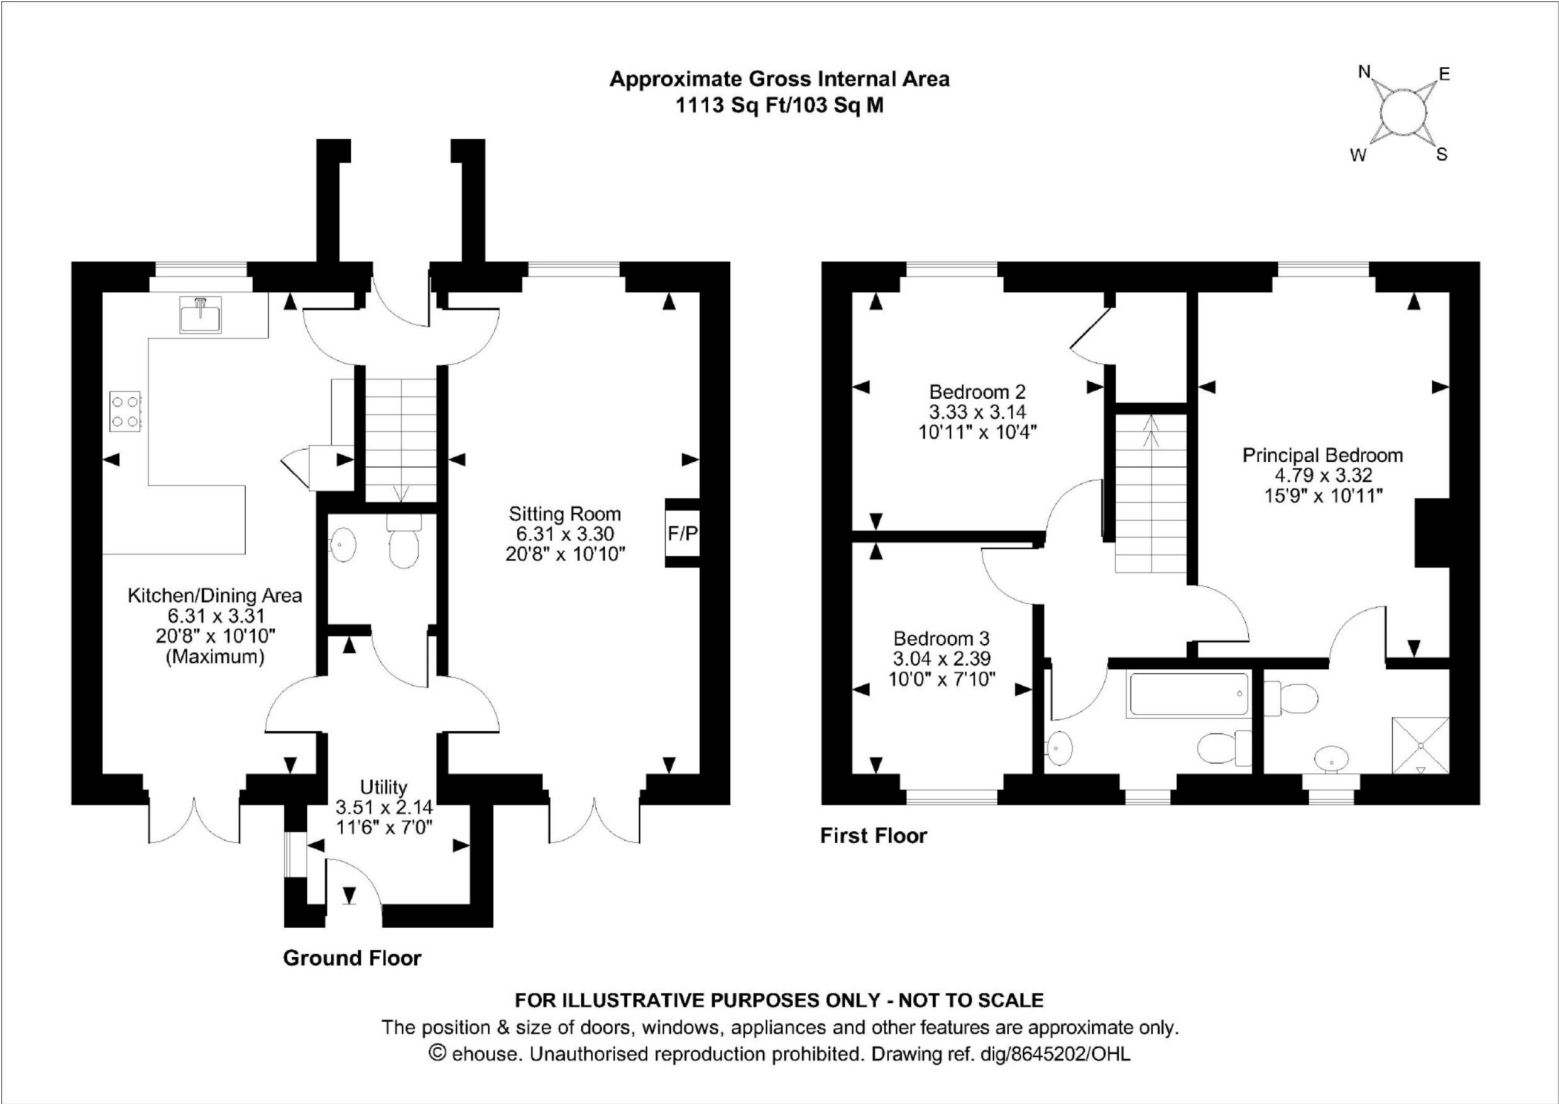 Approximate Gross Internal Area
1113 Sq Ft/103 Sq M
N
E
W
S
Kitchen/Dining Area
6.31 x 3.31
20'8" x 10'10"
(Maximum)
Sitting Room
6.31 x 3.30
20'8" x 10'10"
F/P
Utility
3.51 x 2.14
11'6" x 7'0"
Ground Floor
Bedroom 2
3.33 x 3.14
10'11" x 10'4"
Principal Bedroom
4.79 x 3.32
15'9" x 10'11"
Bedroom 3
3.04 x 2.39
10'0" x 7'10"
First Floor
FOR ILLUSTRATIVE PURPOSES ONLY - NOT TO SCALE
The position & size of doors, windows, appliances and other features are approximate only.
© ehouse. Unauthorised reproduction prohibited. Drawing ref. dig/8645202/OHL